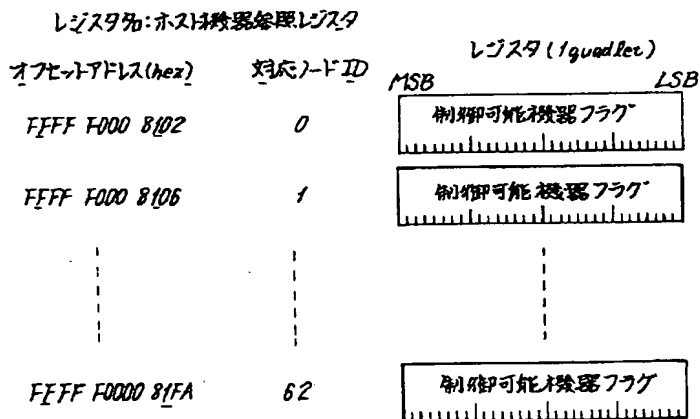 レジスタ名:ホスト機器参照レジスタ
オフセットアドレス(hex) 対応ノードID レジスタ(1quadlet)
MSB LSB
FFFF F000 8102 0 制御可能機器フラグ
FFFF F000 8106 1 制御可能機器フラグ
FFFF F0000 81FA 62 制御可能機器フラグ